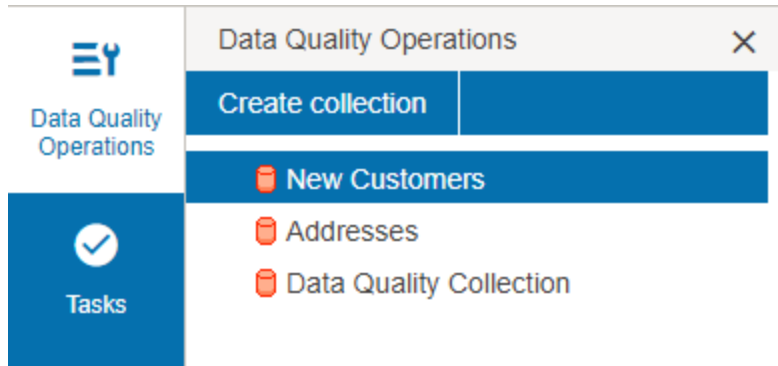 Data Quality Operations
Create collection
Data Quality
Operations
New Customers
Addresses
Data Quality Collection
Tasks